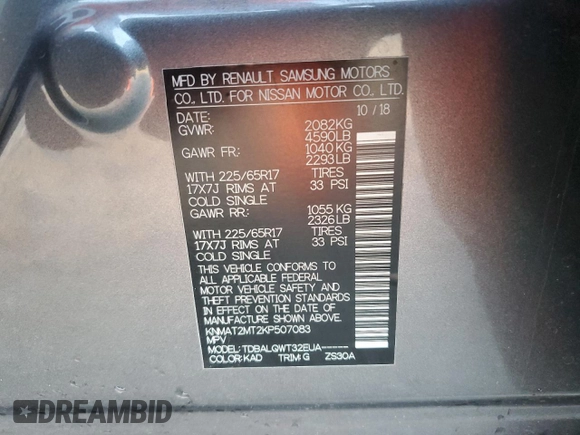 MFD BY RENAULT SAMSUNG MOTORS
CO., LTD. FOR NISSAN MOTOR CO., LTD.
DATE: 10 / 18
GVWR: 2082KG
4590LB
GAWR FR: 1040 KG
2293LB
WITH 225/65R17 TIRES
17X7J RIMS AT 33 PSI
COLD SINGLE
GAWR RR: 1055 KG
2326LB
WITH 225/65R17 TIRES
17X7J RIMS AT 33 PSI
COLD SINGLE
THIS VEHICLE CONFORMS TO
ALL APPLICABLE FEDERAL
MOTOR VEHICLE SAFETY AND
THEFT PREVENTION STANDARDS
IN EFFECT ON THE DATE OF
MANUFACTURE SHOWN ABOVE.
KNMAT2MT2KP507083
MPV
MODEL: TDBALGWT32EUA-----
COLOR: KAD TRIM: G ZS30A
DREAMBID